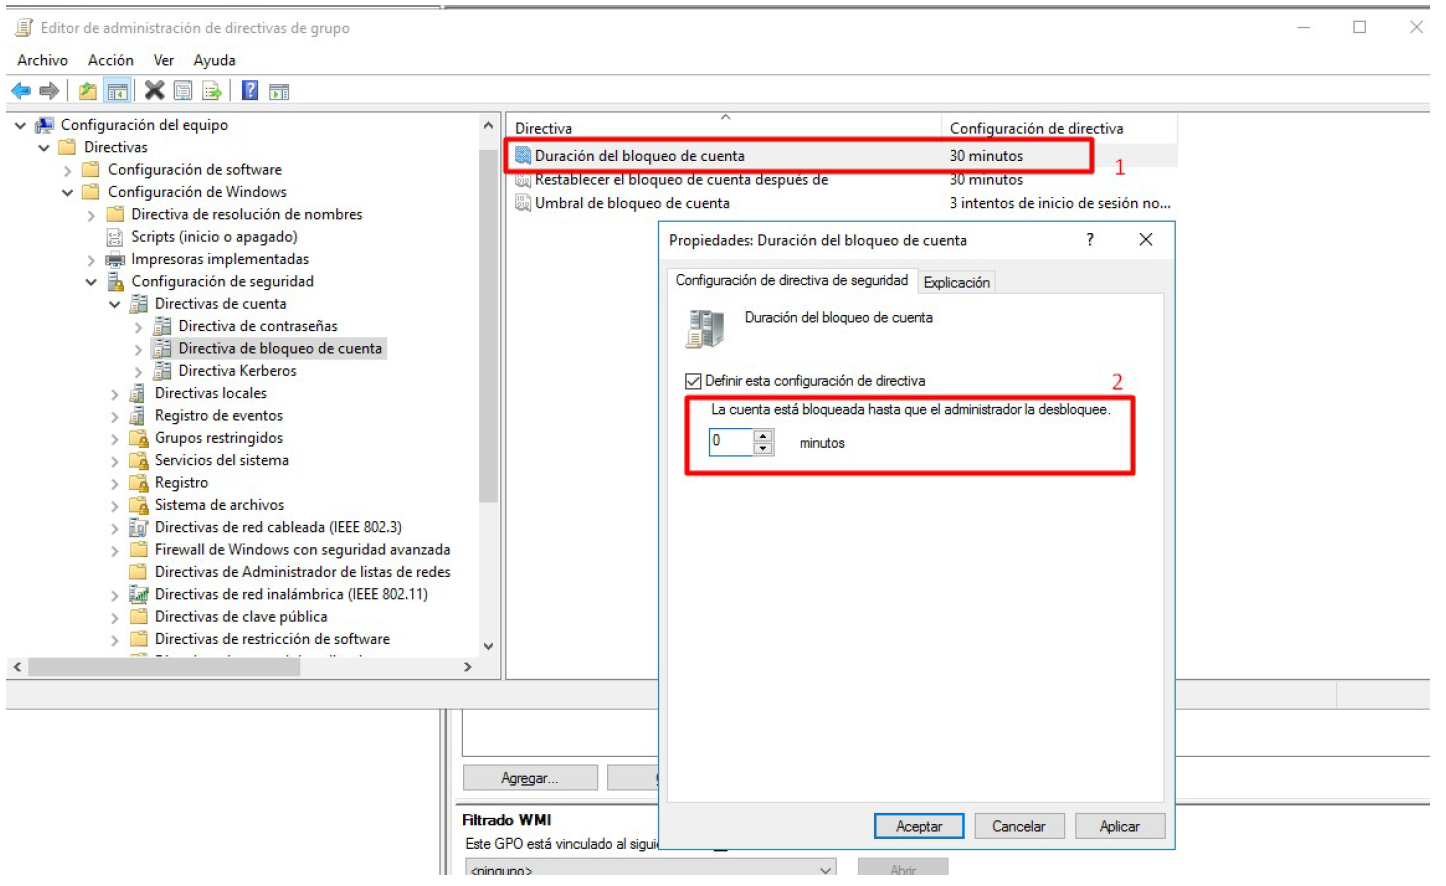 Editor de administración de directivas de grupo
Archivo Acción Ver Ayuda
Configuración del equipo
Directivas
Configuración de software
Configuración de Windows
Directiva de resolución de nombres
Scripts (inicio o apagado)
Impresoras implementadas
Configuración de seguridad
Directivas de cuenta
Directiva de contraseñas
Directiva de bloqueo de cuenta
Directiva Kerberos
Directivas locales
Registro de eventos
Grupos restringidos
Servicios del sistema
Registro
Sistema de archivos
Directivas de red cableada (IEEE 802.3)
Firewall de Windows con seguridad avanzada
Directivas de Administrador de listas de redes
Directivas de red inalámbrica (IEEE 802.11)
Directivas de clave pública
Directivas de restricción de software
Directiva Configuración de directiva
Duración del bloqueo de cuenta 30 minutos
1
Restablecer el bloqueo de cuenta después de 30 minutos
Umbral de bloqueo de cuenta 3 intentos de inicio de sesión no...
Propiedades: Duración del bloqueo de cuenta ?
Configuración de directiva de seguridad Explicación
Duración del bloqueo de cuenta
Definir esta configuración de directiva
2
La cuenta está bloqueada hasta que el administrador la desbloquee.
0 minutos
Aceptar Cancelar Aplicar
Agregar...
Filtrado WMI
Este GPO está vinculado al sigui
<ninguno> Abrir